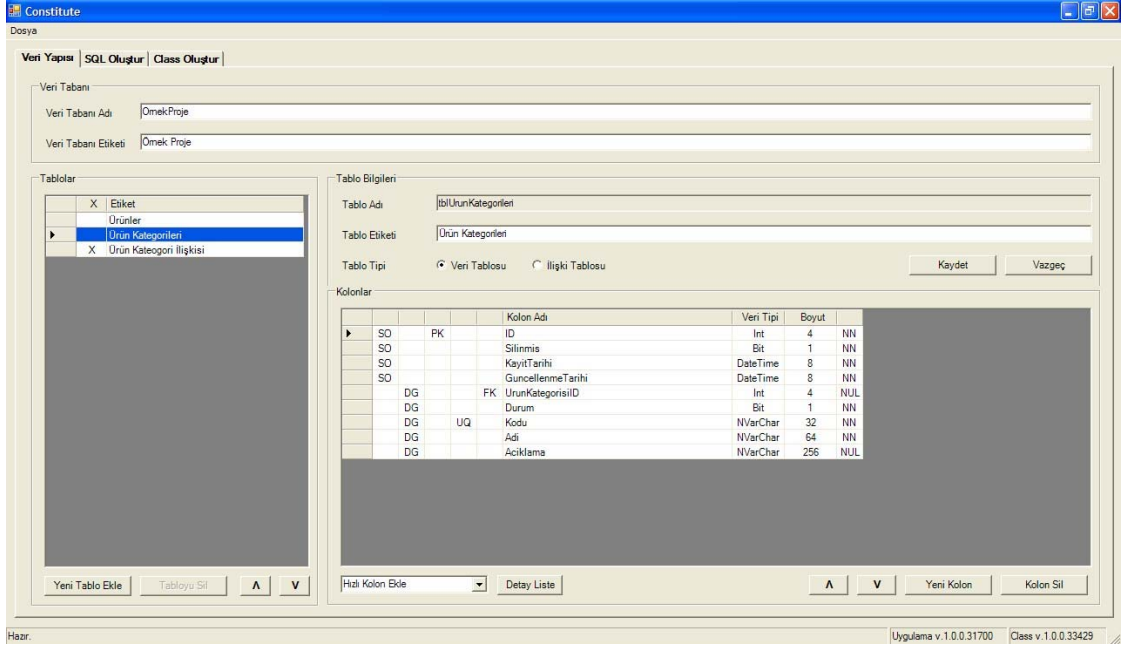 Constitute
Dosya
Veri Yapısı SQL Oluştur Class Oluştur
Veri Tabanı
Veri Tabanı Adı OrnekProje
Veri Tabanı Etiketi Örnek Proje
Tablolar
X Etiket
Ürünler
Ürün Kategorileri
X Ürün Kateogori İlişkisi
Yeni Tablo Ekle Tabloyu Sil Λ V
Tablo Bilgileri
Tablo Adı tblUrunKategorileri
Tablo Etiketi Ürün Kategorileri
Tablo Tipi Veri Tablosu İlişki Tablosu Kaydet Vazgeç
Kolonlar
Kolon Adı Veri Tipi Boyut
SO PK ID Int 4 NN
SO Silinmis Bit 1 NN
SO KayitTarihi DateTime 8 NN
SO GuncellenmeTarihi DateTime 8 NN
DG FK UrunKategorisiID Int 4 NUL
DG Durum Bit 1 NN
DG UQ Kodu NVarChar 32 NN
DG Adi NVarChar 64 NN
DG Aciklama NVarChar 256 NUL
Hızlı Kolon Ekle Detay Liste Λ V Yeni Kolon Kolon Sil
Hazır. Uygulama v.1.0.0.31700 Class v.1.0.0.33429